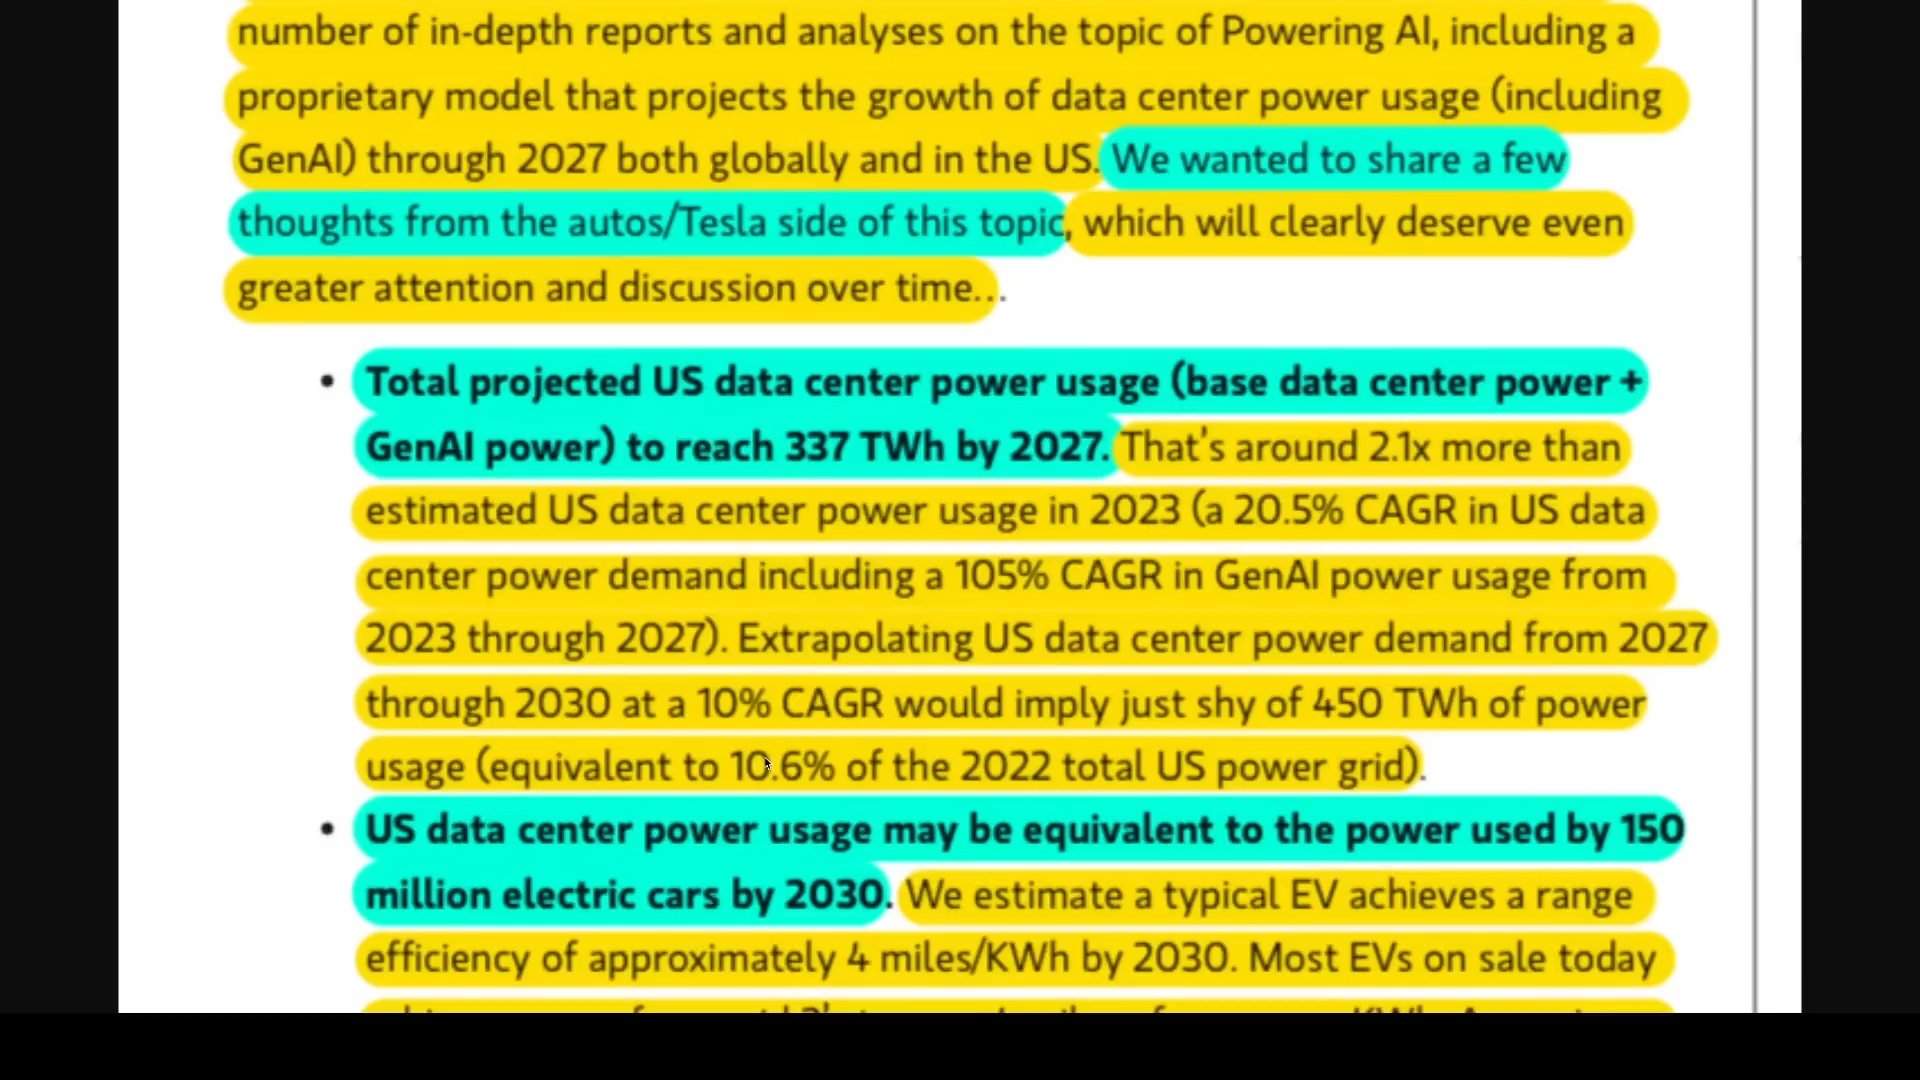 number of in-depth reports and analyses on the topic of Powering AI, including a
proprietary model that projects the growth of data center power usage (including
GenAI) through 2027 both globally and in the US. We wanted to share a few
thoughts from the autos/Tesla side of this topic, which will clearly deserve even
greater attention and discussion over time...
• Total projected US data center power usage (base data center power +
GenAI power) to reach 337 TWh by 2027. That's around 2.1x more than
estimated US data center power usage in 2023 (a 20.5% CAGR in US data
center power demand including a 105% CAGR in GenAI power usage from
2023 through 2027). Extrapolating US data center power demand from 2027
through 2030 at a 10% CAGR would imply just shy of 450 TWh of power
usage (equivalent to 10.6% of the 2022 total US power grid).
• US data center power usage may be equivalent to the power used by 150
million electric cars by 2030. We estimate a typical EV achieves a range
efficiency of approximately 4 miles/KWh by 2030. Most EVs on sale today